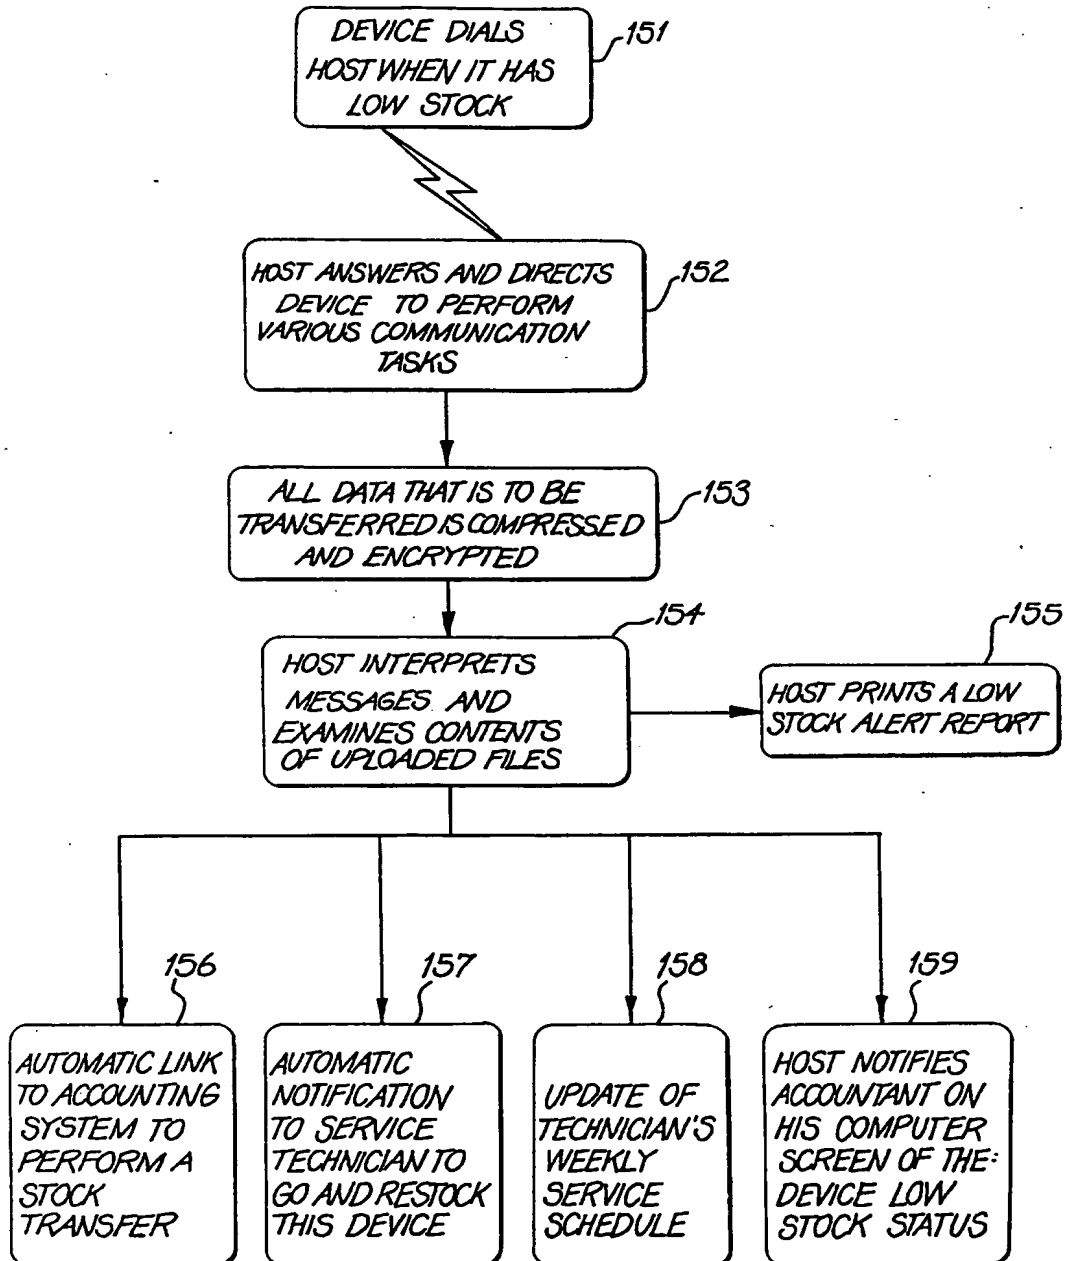 DEVICE DIALS
HOST WHEN IT HAS
LOW STOCK
151
HOST ANSWERS AND DIRECTS
DEVICE TO PERFORM
VARIOUS COMMUNICATION
TASKS
152
ALL DATA THAT IS TO BE
TRANSFERRED IS COMPRESSED
AND ENCRYPTED
153
HOST INTERPRETS
MESSAGES AND
EXAMINES CONTENTS
OF UPLOADED FILES
154
HOST PRINTS A LOW
STOCK ALERT REPORT
155
156
AUTOMATIC LINK
TO ACCOUNTING
SYSTEM TO
PERFORM A
STOCK
TRANSFER
157
AUTOMATIC
NOTIFICATION
TO SERVICE
TECHNICIAN TO
GO AND RESTOCK
THIS DEVICE
158
UPDATE OF
TECHNICIAN'S
WEEKLY
SERVICE
SCHEDULE
159
HOST NOTIFIES
ACCOUNTANT ON
HIS COMPUTER
SCREEN OF THE:
DEVICE LOW
STOCK STATUS